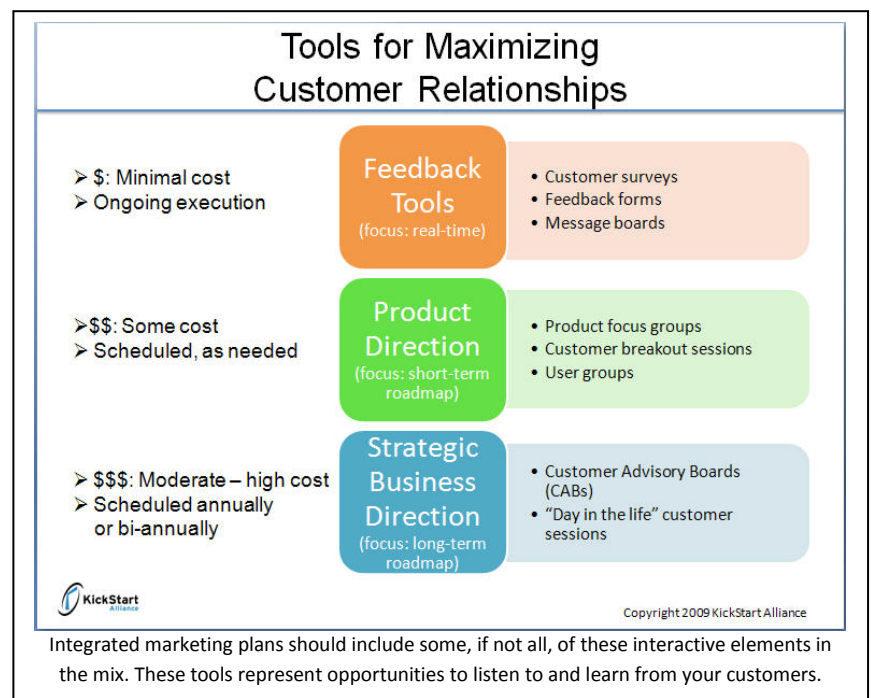 Tools for Maximizing
Customer Relationships
➢ $: Minimal cost
➢ Ongoing execution
Feedback
Tools
(focus: real-time)
• Customer surveys
• Feedback forms
• Message boards
➢$$: Some cost
➢ Scheduled, as needed
Product
Direction
(focus: short-term
roadmap)
• Product focus groups
• Customer breakout sessions
• User groups
➢ $$$: Moderate – high cost
➢ Scheduled annually
or bi-annually
Strategic
Business
Direction
(focus: long-term
roadmap)
• Customer Advisory Boards
(CABs)
• “Day in the life” customer
sessions
KickStart
Alliance
Copyright 2009 KickStart Alliance
Integrated marketing plans should include some, if not all, of these interactive elements in
the mix. These tools represent opportunities to listen to and learn from your customers.